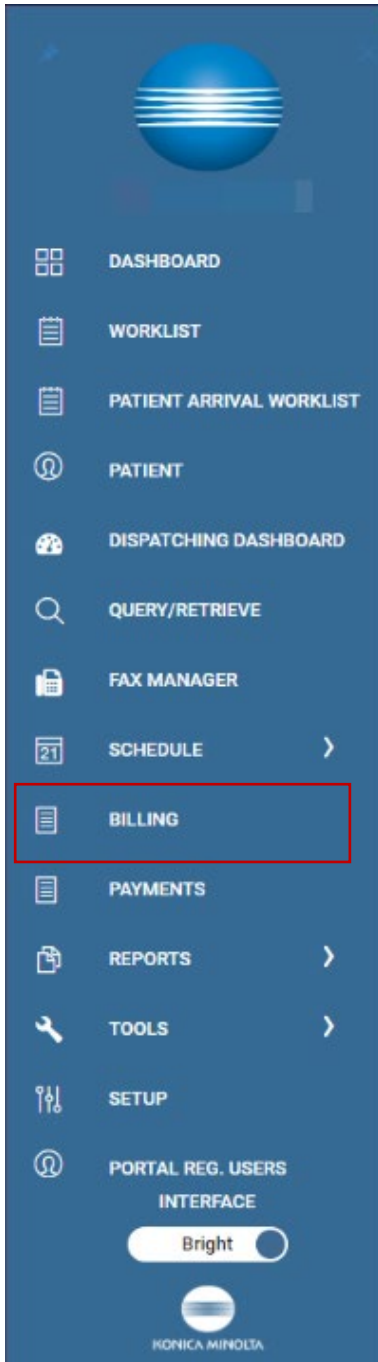 DASHBOARD
WORKLIST
PATIENT ARRIVAL WORKLIST
PATIENT
DISPATCHING DASHBOARD
QUERY/RETRIEVE
FAX MANAGER
21 SCHEDULE
BILLING
PAYMENTS
REPORTS
TOOLS
SETUP
PORTAL REG. USERS
INTERFACE
Bright
KONICA MINOLTA